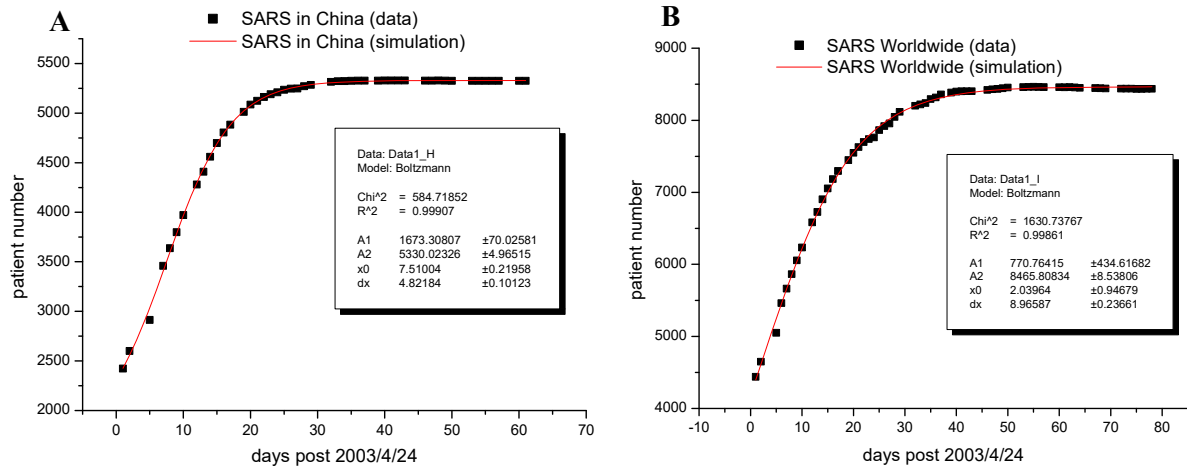 A
SARS in China (data)
SARS in China (simulation)
5500
5000
4500
4000
3500
3000
2500
2000
patient number
0 10 20 30 40 50 60 70
days post 2003/4/24
Data: Data1_H
Model: Boltzmann
Chi^2 = 584.71852
R^2 = 0.99907
A1 1673.30807 ±70.02581
A2 5330.02326 ±4.96515
x0 7.51004 ±0.21958
dx 4.82184 ±0.10123
B
SARS Worldwide (data)
SARS Worldwide (simulation)
9000
8000
7000
6000
5000
4000
patient number
-10 0 10 20 30 40 50 60 70 80
days post 2003/4/24
Data: Data1_I
Model: Boltzmann
Chi^2 = 1630.73767
R^2 = 0.99861
A1 770.76415 ±434.61682
A2 8465.80834 ±8.53806
x0 2.03964 ±0.94679
dx 8.96587 ±0.23661